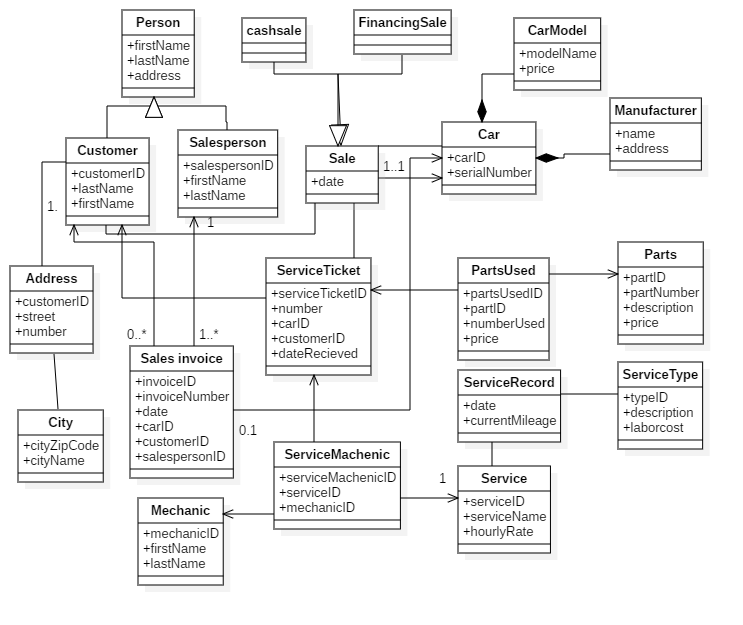 Person
+firstName
+lastName
+address
cashsale
FinancingSale
CarModel
+modelName
+price
Manufacturer
+name
+address
Customer
+customerID
+lastName
+firstName
Salesperson
+salespersonID
+firstName
+lastName
Sale
+date
1..1
Car
+carID
+serialNumber
1.
1
Address
+customerID
+street
+number
ServiceTicket
+serviceTicketID
+number
+carID
+customerID
+dateRecieved
PartsUsed
+partsUsedID
+partID
+numberUsed
+price
Parts
+partID
+partNumber
+description
+price
0..*
1..*
Sales invoice
+invoiceID
+invoiceNumber
+date
+carID
+customerID
+salespersonID
0.1
ServiceRecord
+date
+currentMileage
ServiceType
+typeID
+description
+laborcost
City
+cityZipCode
+cityName
ServiceMachenic
+serviceMachenicID
+serviceID
+mechanicID
1
Service
+serviceID
+serviceName
+hourlyRate
Mechanic
+mechanicID
+firstName
+lastName